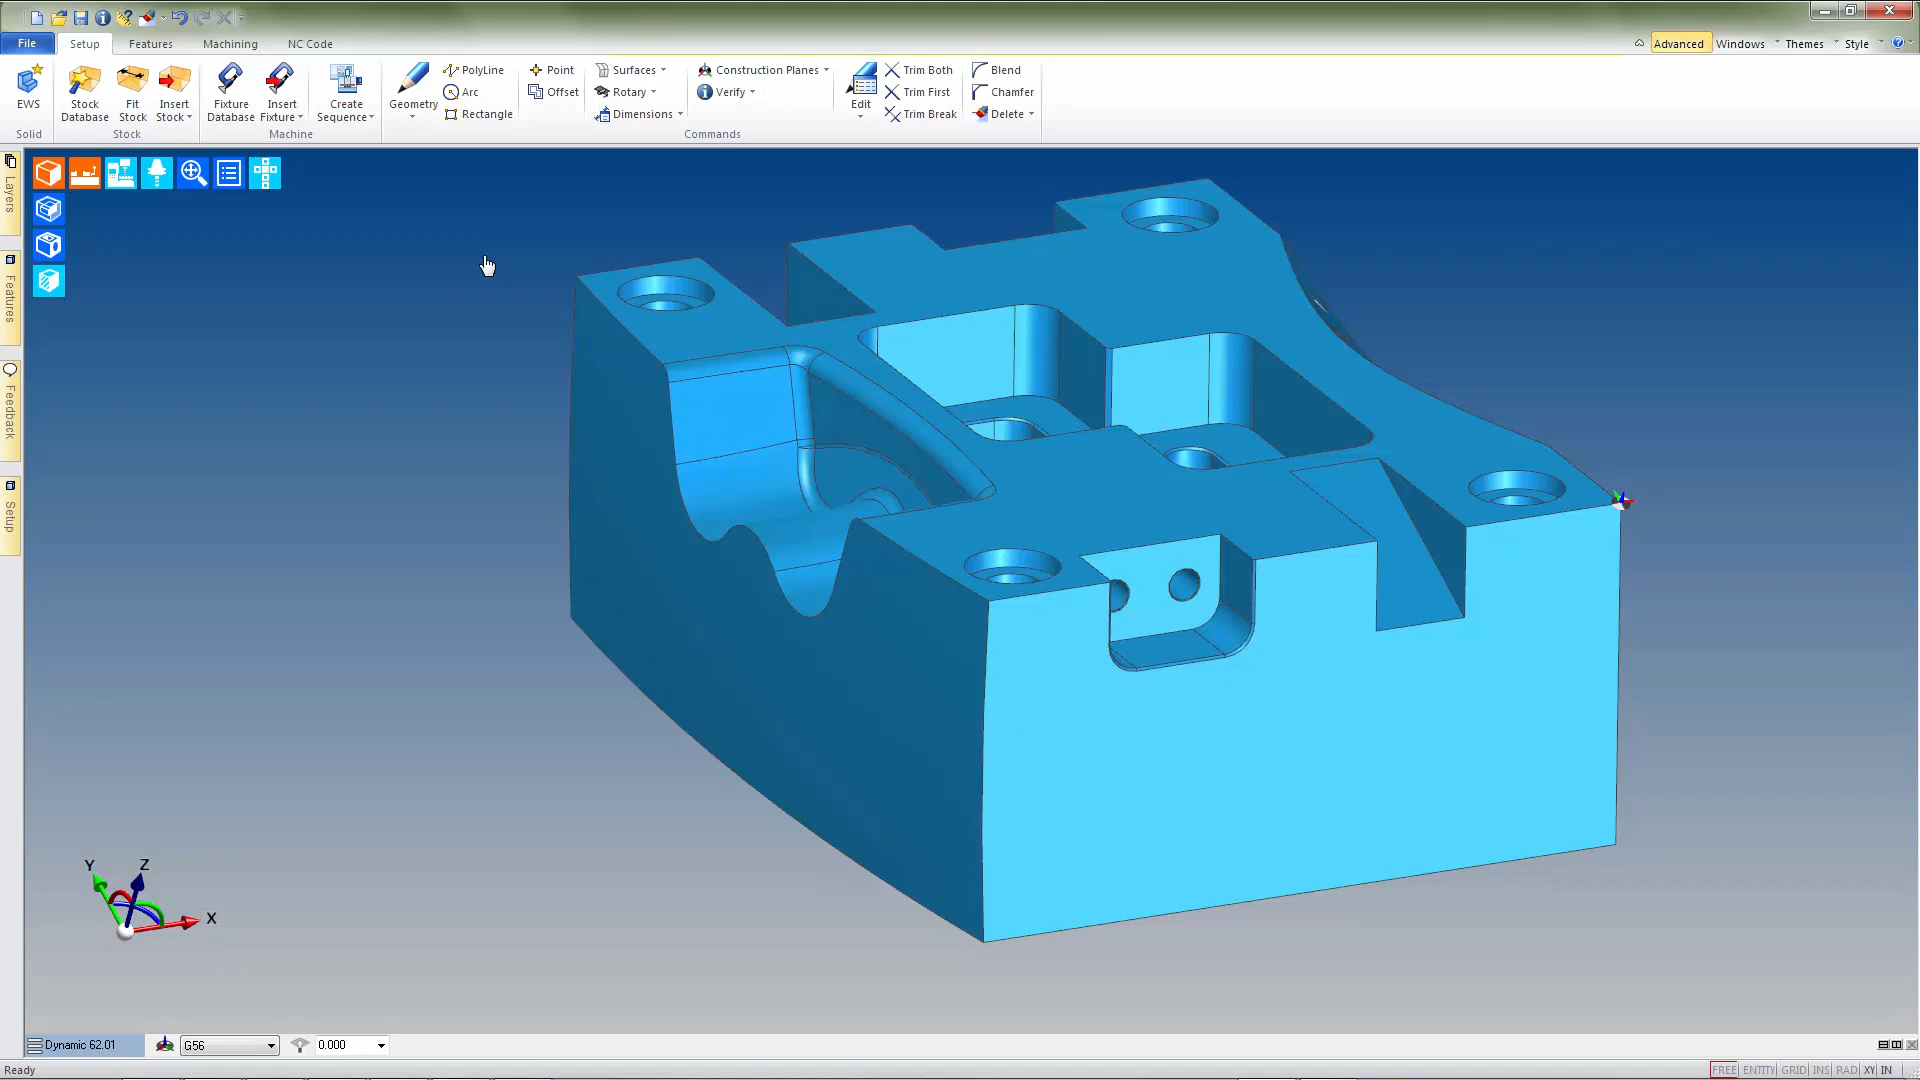 File Setup Features Machining NC Code Advanced Windows Themes Style
EWS
Stock Database
Fit Stock
Insert Stock
Fixture Database
Insert Fixture
Create Sequence
Geometry
PolyLine
Arc
Rectangle
Point
Offset
Surfaces
Rotary
Dimensions
Construction Planes
Verify
Edit
Trim Both
Trim First
Trim Break
Blend
Chamfer
Delete
Solid Stock Machine Commands
Layers
Features
Feedback
Setup
Y Z
X
Dynamic 62.01 G56 0.000
Ready FREE ENTITY GRID INS RAD XY IN